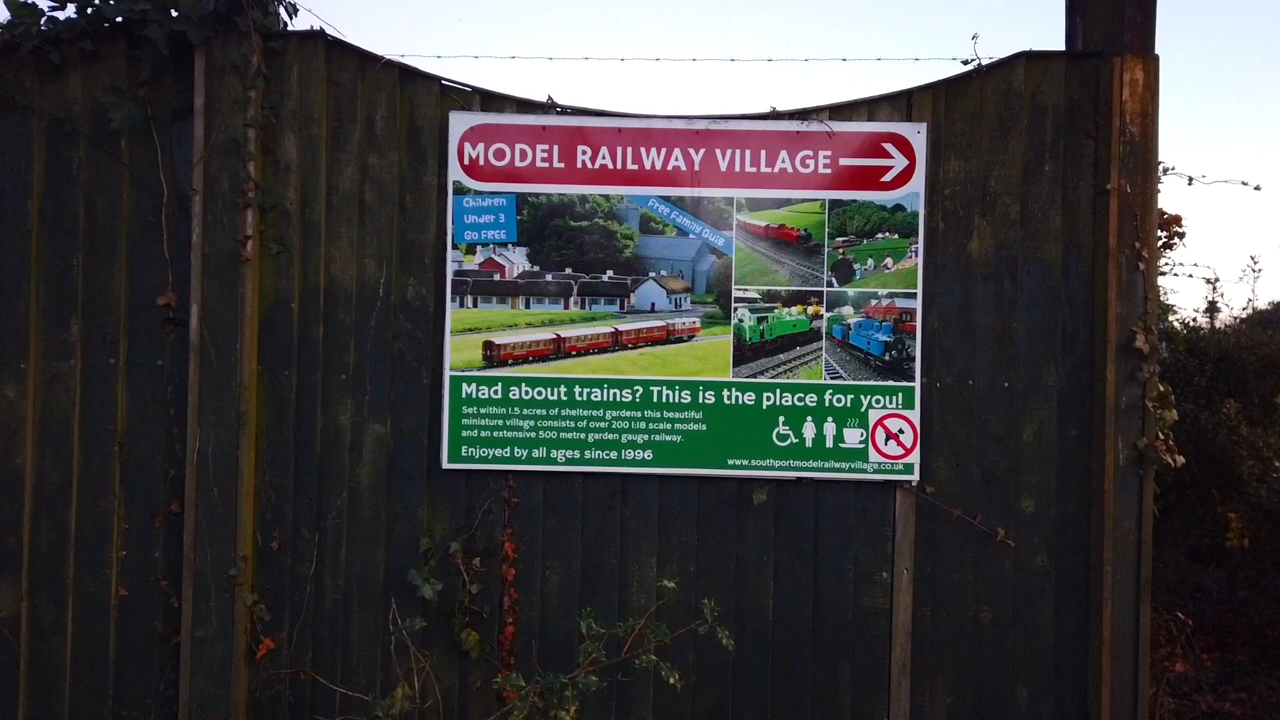 MODEL RAILWAY VILLAGE
Children
Under 3
Go FREE
Free Family Quiz
Mad about trains? This is the place for you!
Set within 1.5 acres of sheltered gardens this beautiful
miniature village consists of over 200 1:18 scale models
and an extensive 500 metre garden gauge railway.
Enjoyed by all ages since 1996
www.southportmodelrailwayvillage.co.uk